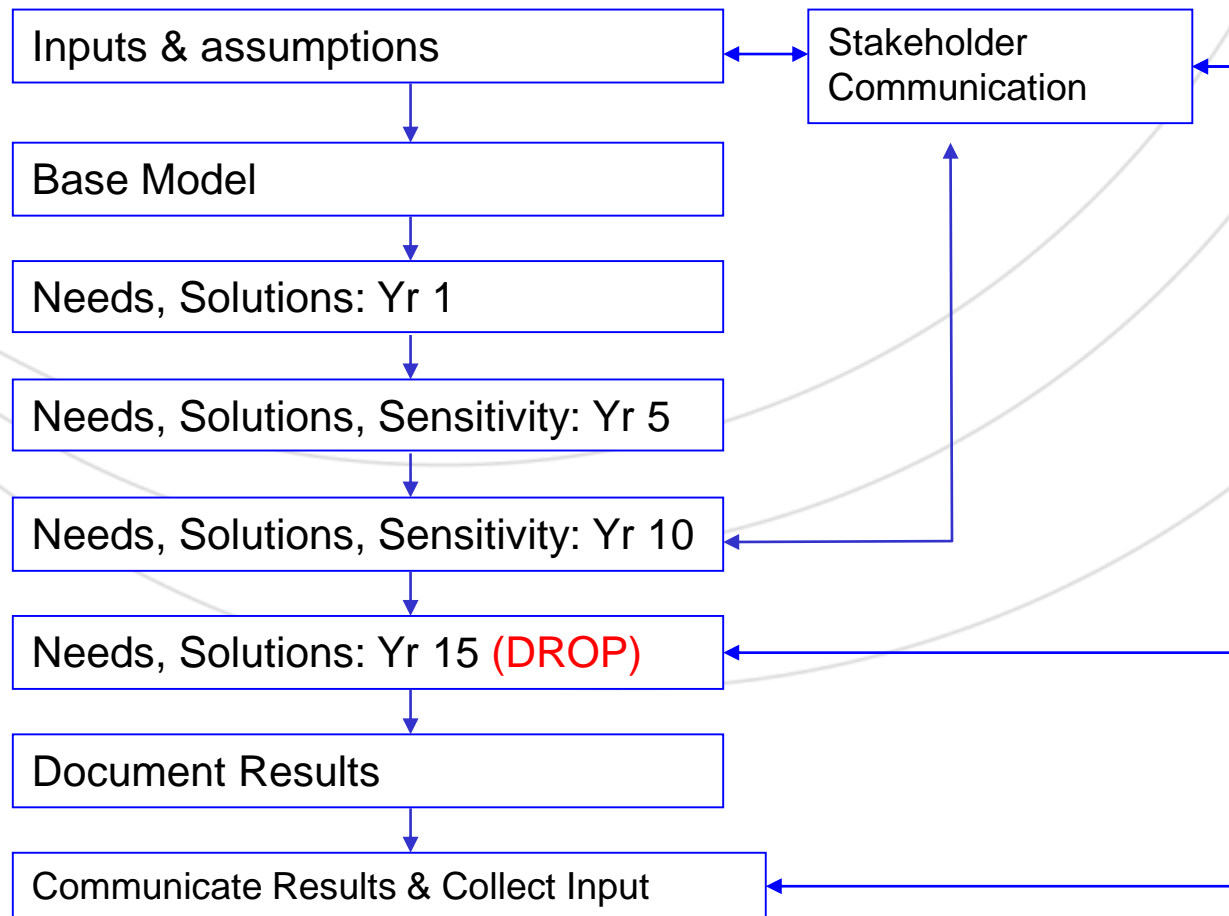 Inputs & assumptions
Stakeholder
Communication
Base Model
Needs, Solutions: Yr 1
Needs, Solutions, Sensitivity: Yr 5
Needs, Solutions, Sensitivity: Yr 10
Needs, Solutions: Yr 15 (DROP)
Document Results
Communicate Results & Collect Input